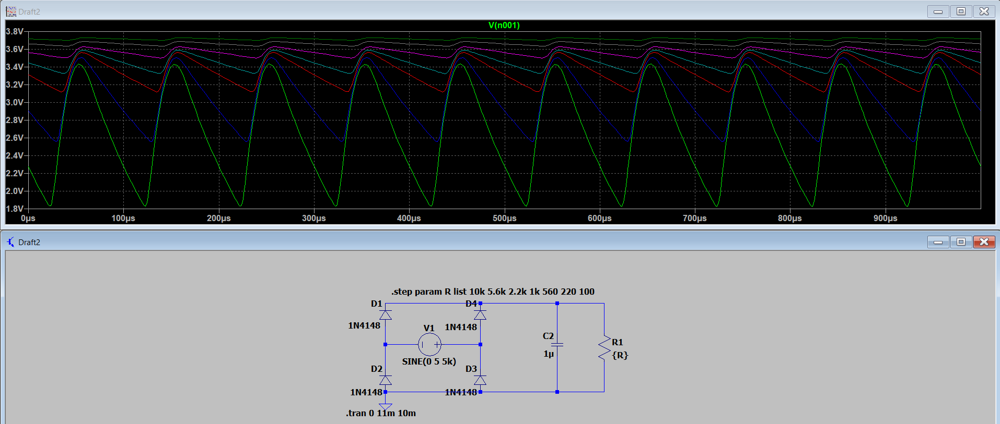 Draft2
V(n001)
3.8V
3.6V
3.4V
3.2V
3.0V
2.8V
2.6V
2.4V
2.2V
2.0V
1.8V
0µs 100µs 200µs 300µs 400µs 500µs 600µs 700µs 800µs 900µs
Draft2
.step param R list 10k 5.6k 2.2k 1k 560 220 100
D1 D4
1N4148 1N4148
V1
C2
R1
1µ
{R}
SINE(0 5 5k)
D2 D3
1N4148 1N4148
.tran 0 11m 10m